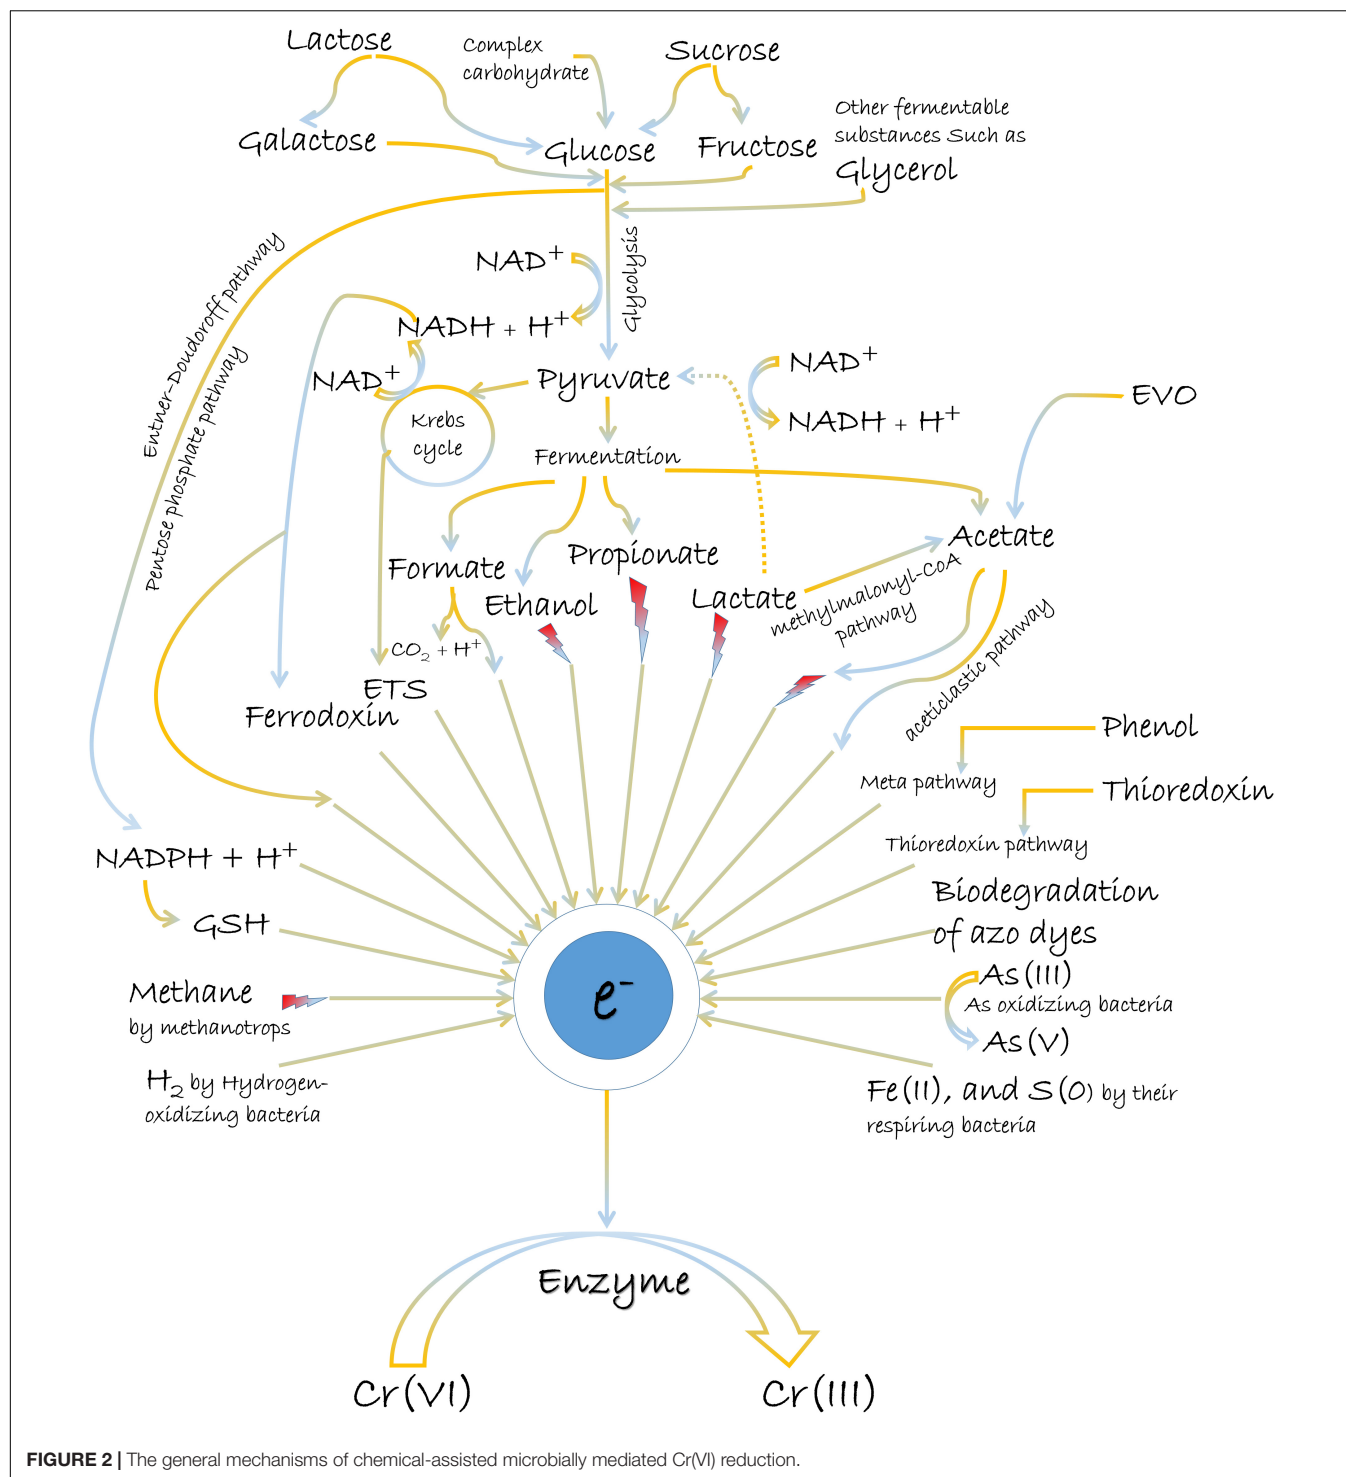 Lactose
Complex
carbohydrate
Sucrose
Other fermentable
substances Such as
Glycerol
Galactose
Glucose
Fructose
Entner-Doudoroff pathway
Pentose phosphate pathway
Glycolysis
NAD+
NADH + H+
NAD+
Krebs
cycle
Pyruvate
NAD+
NADH + H+
EVO
Fermentation
Formate
Ethanol
Propionate
Lactate
Acetate
methylmalonyl-CoA
pathway
aceticlastic pathway
CO2 + H+
ETS
Ferrodoxin
Phenol
Meta pathway
Thioredoxin
Thioredoxin pathway
NADPH + H+
GSH
Biodegradation
of azo dyes
Methane
by methanotrops
As(III)
As oxidizing bacteria
As(V)
e-
H2 by Hydrogen-
oxidizing bacteria
Fe(II), and S(0) by their
respiring bacteria
Enzyme
Cr(VI)
Cr(III)
FIGURE 2 | The general mechanisms of chemical-assisted microbially mediated Cr(VI) reduction.